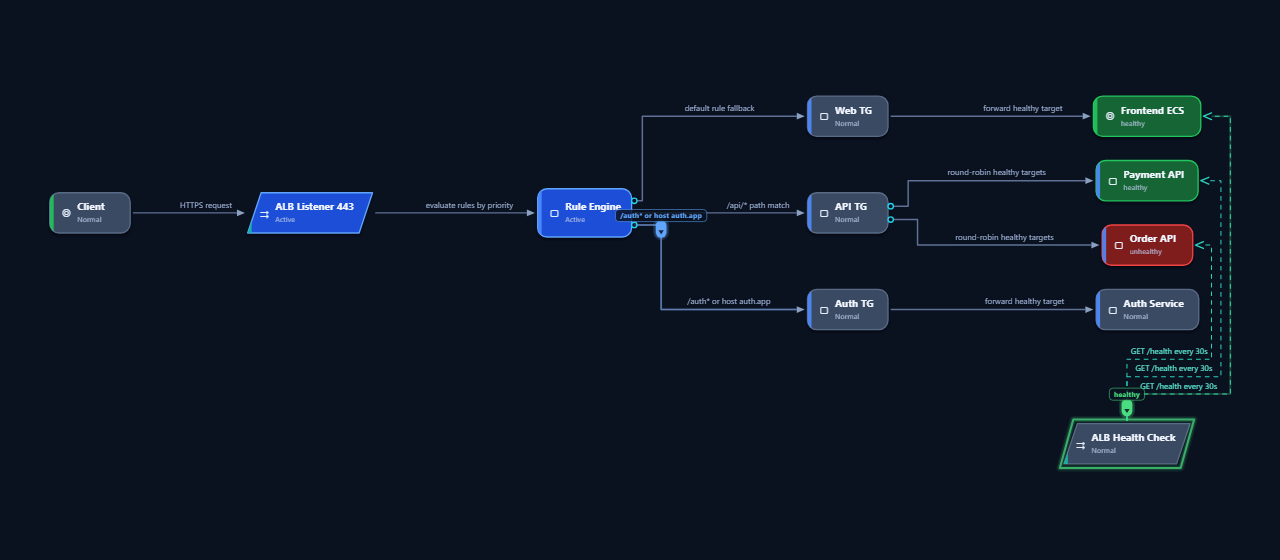 Client
Normal
HTTPS request
ALB Listener 443
Active
evaluate rules by priority
Rule Engine
Active
/auth* or host auth.app
default rule fallback
/api/* path match
/auth* or host auth.app
Web TG
Normal
API TG
Normal
Auth TG
Normal
forward healthy target
round-robin healthy targets
round-robin healthy targets
forward healthy target
Frontend ECS
healthy
Payment API
healthy
Order API
unhealthy
Auth Service
Normal
GET /health every 30s
GET /health every 30s
GET /health every 30s
healthy
ALB Health Check
Normal